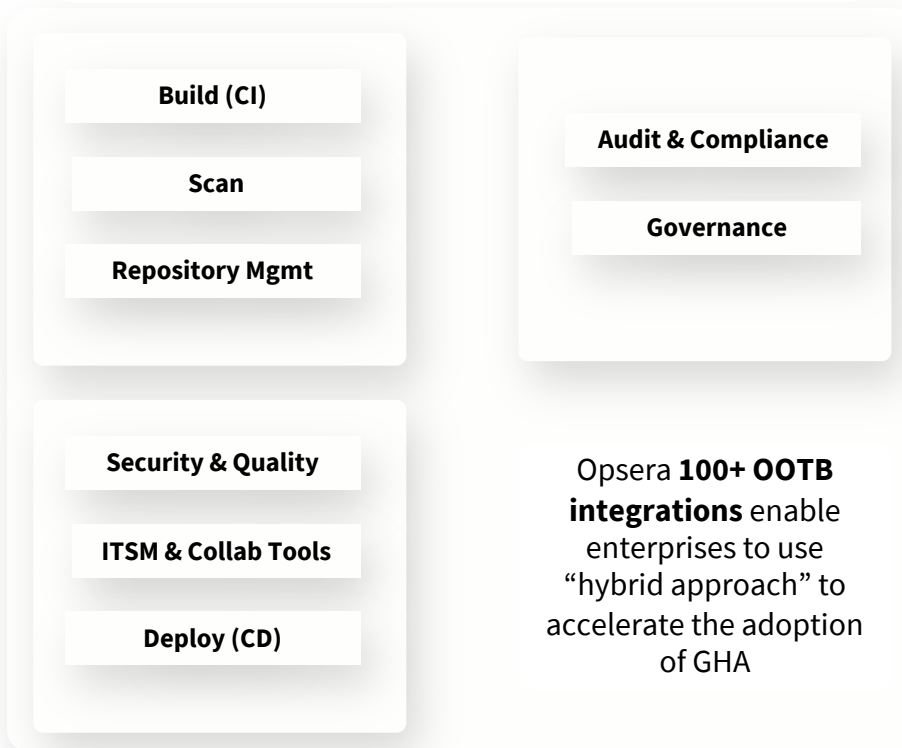 Build (CI)
Scan
Repository Mgmt
Audit & Compliance
Governance
Security & Quality
ITSM & Collab Tools
Deploy (CD)
Opsera 100+ OOTB
integrations enable
enterprises to use
“hybrid approach” to
accelerate the adoption
of GHA